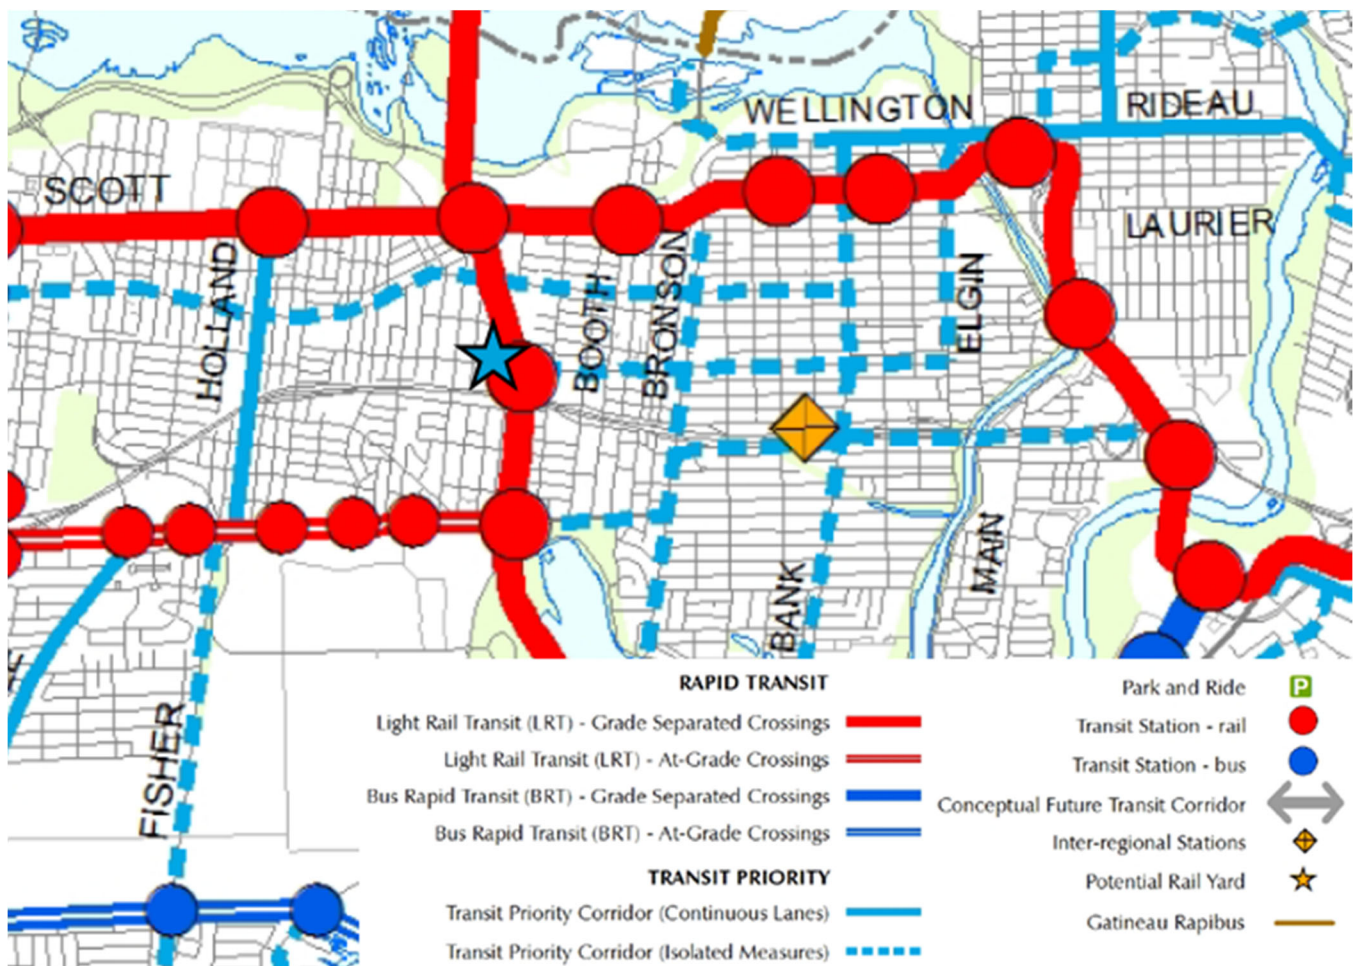 WELLINGTON
RIDEAU
SCOTT
LAURIER
HOLLAND
BOOTH
BRONSON
ELGIN
MAIN
BANK
FISHER
RAPID TRANSIT
Light Rail Transit (LRT) - Grade Separated Crossings
Light Rail Transit (LRT) - At-Grade Crossings
Bus Rapid Transit (BRT) - Grade Separated Crossings
Bus Rapid Transit (BRT) - At-Grade Crossings
TRANSIT PRIORITY
Transit Priority Corridor (Continuous Lanes)
Transit Priority Corridor (Isolated Measures)
Park and Ride P
Transit Station - rail
Transit Station - bus
Conceptual Future Transit Corridor
Inter-regional Stations
Potential Rail Yard
Gatineau Rapibus